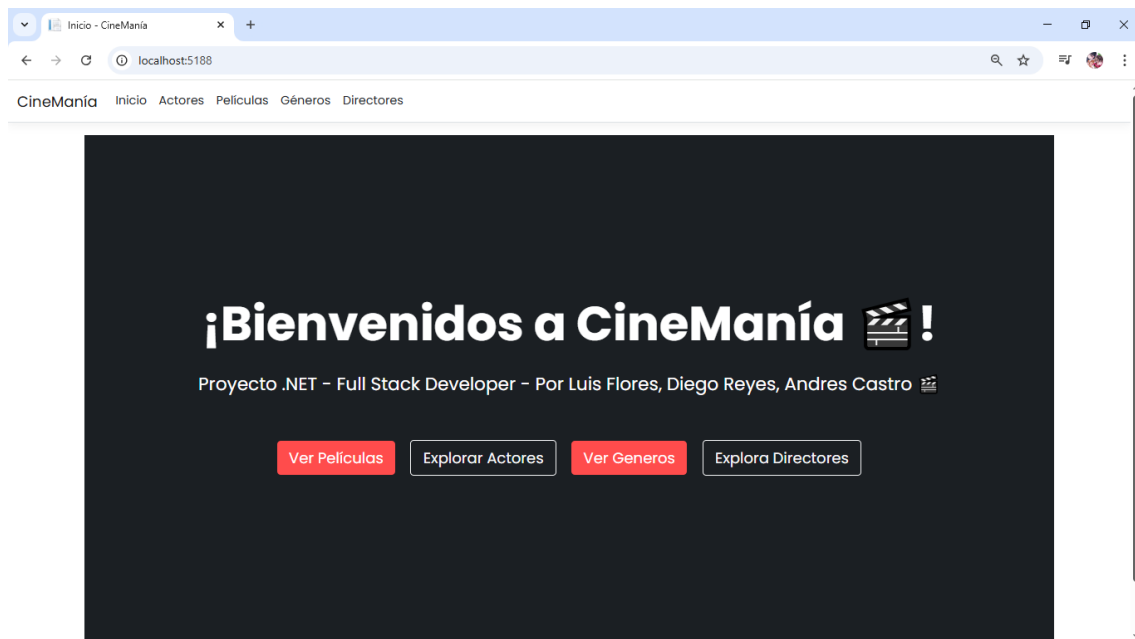 Inicio - CineManía
localhost:5188
CineManía Inicio Actores Películas Géneros Directores
¡Bienvenidos a CineManía 🎬!
Proyecto .NET - Full Stack Developer - Por Luis Flores, Diego Reyes, Andres Castro 🎬
Ver Películas Explorar Actores Ver Generos Explora Directores